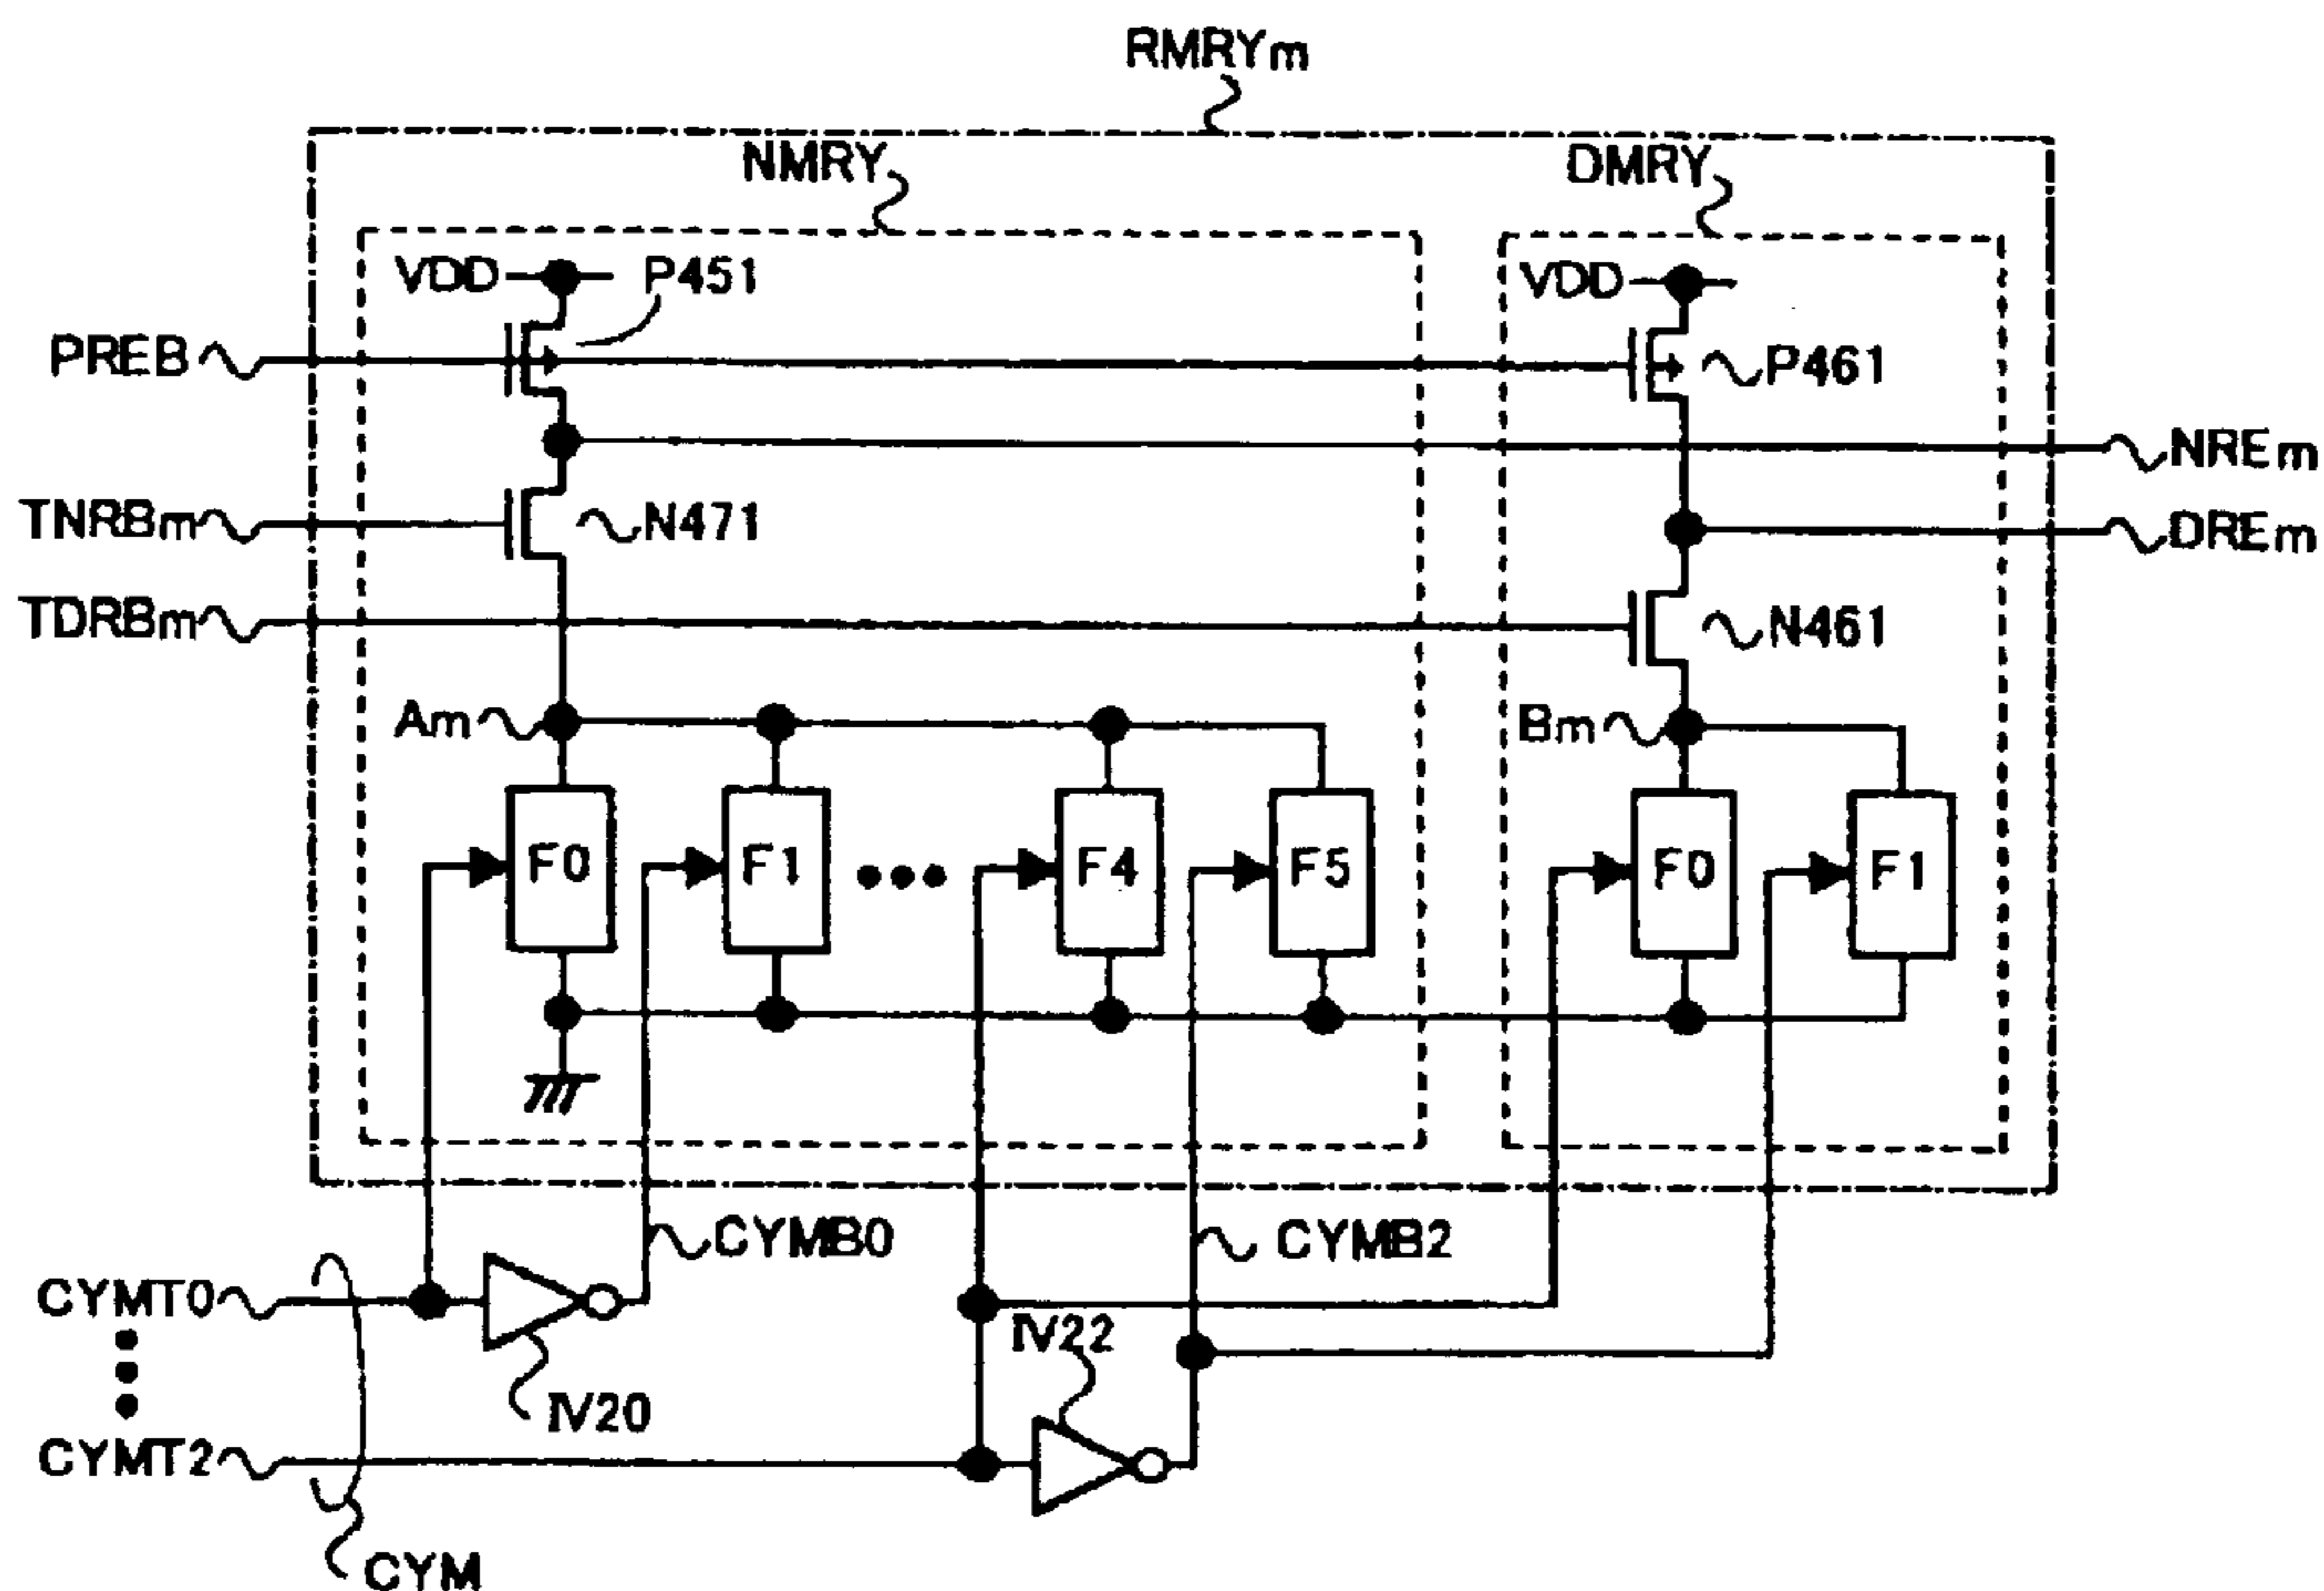 RMRYm
NMRY
DMRY
VDD
P451
VDD
PREB
P461
NREm
TNRBm
N471
DREm
TDRBm
N461
Am
Bm
F0
F1
F4
F5
F0
F1
CYMB0
CYMB2
CYMT0
IV22
IV20
CYMT2
CYM